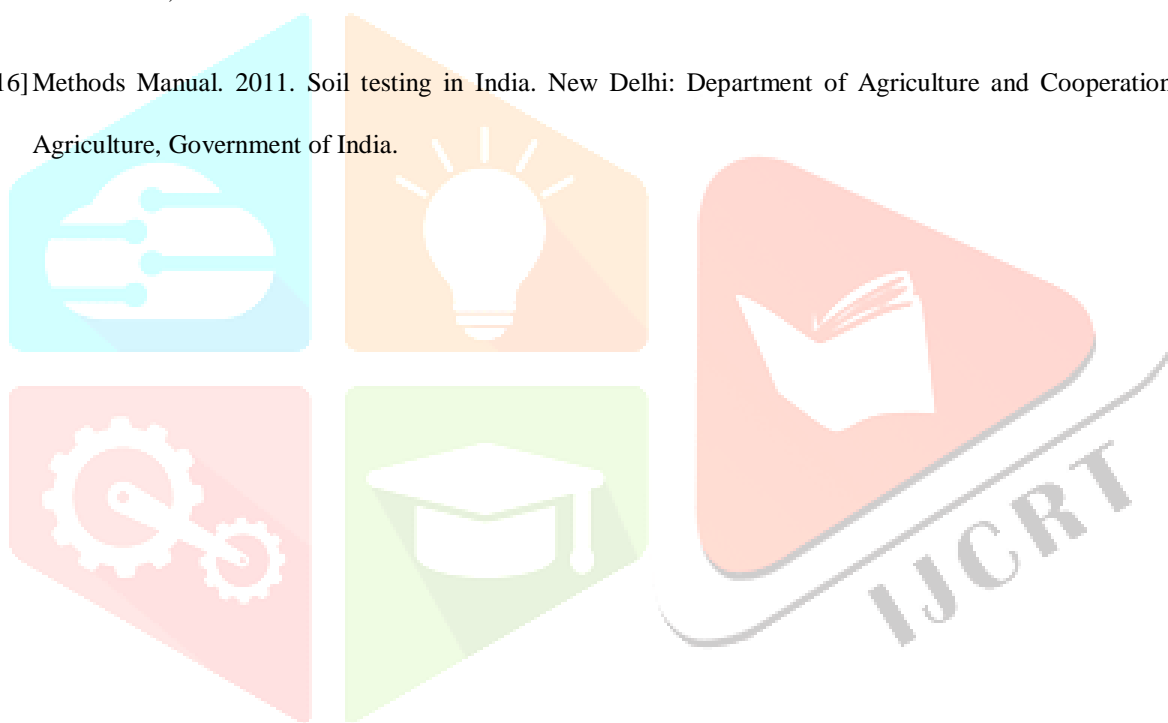 16] Methods Manual. 2011. Soil testing in India. New Delhi: Department of Agriculture and Cooperation
Agriculture, Government of India.
IJCRT